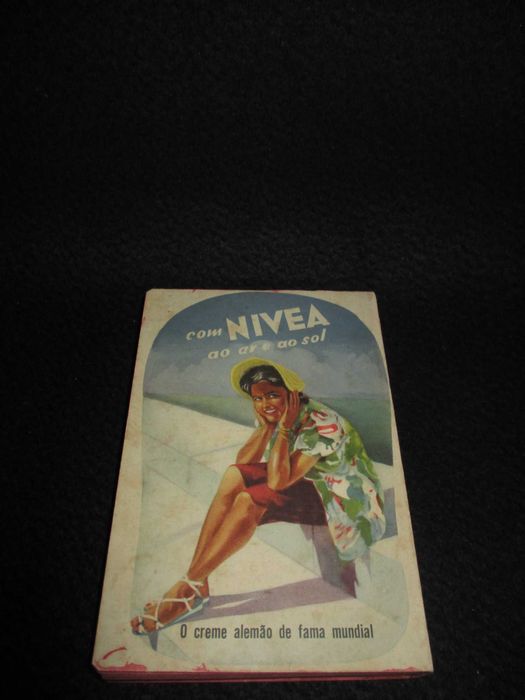 com NIVEA
ao ar e ao sol
O creme alemão de fama mundial